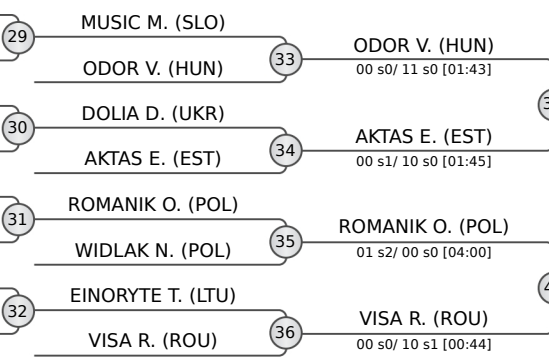 MUSIC M. (SLO)
29
ODOR V. (HUN)
33
ODOR V. (HUN)
00 s0/ 11 s0 [01:43]
DOLIA D. (UKR)
30
AKTAS E. (EST)
34
AKTAS E. (EST)
00 s1/ 10 s0 [01:45]
ROMANIK O. (POL)
31
WIDLAK N. (POL)
35
ROMANIK O. (POL)
01 s2/ 00 s0 [04:00]
EINORYTE T. (LTU)
32
VISA R. (ROU)
36
VISA R. (ROU)
00 s0/ 10 s1 [00:44]